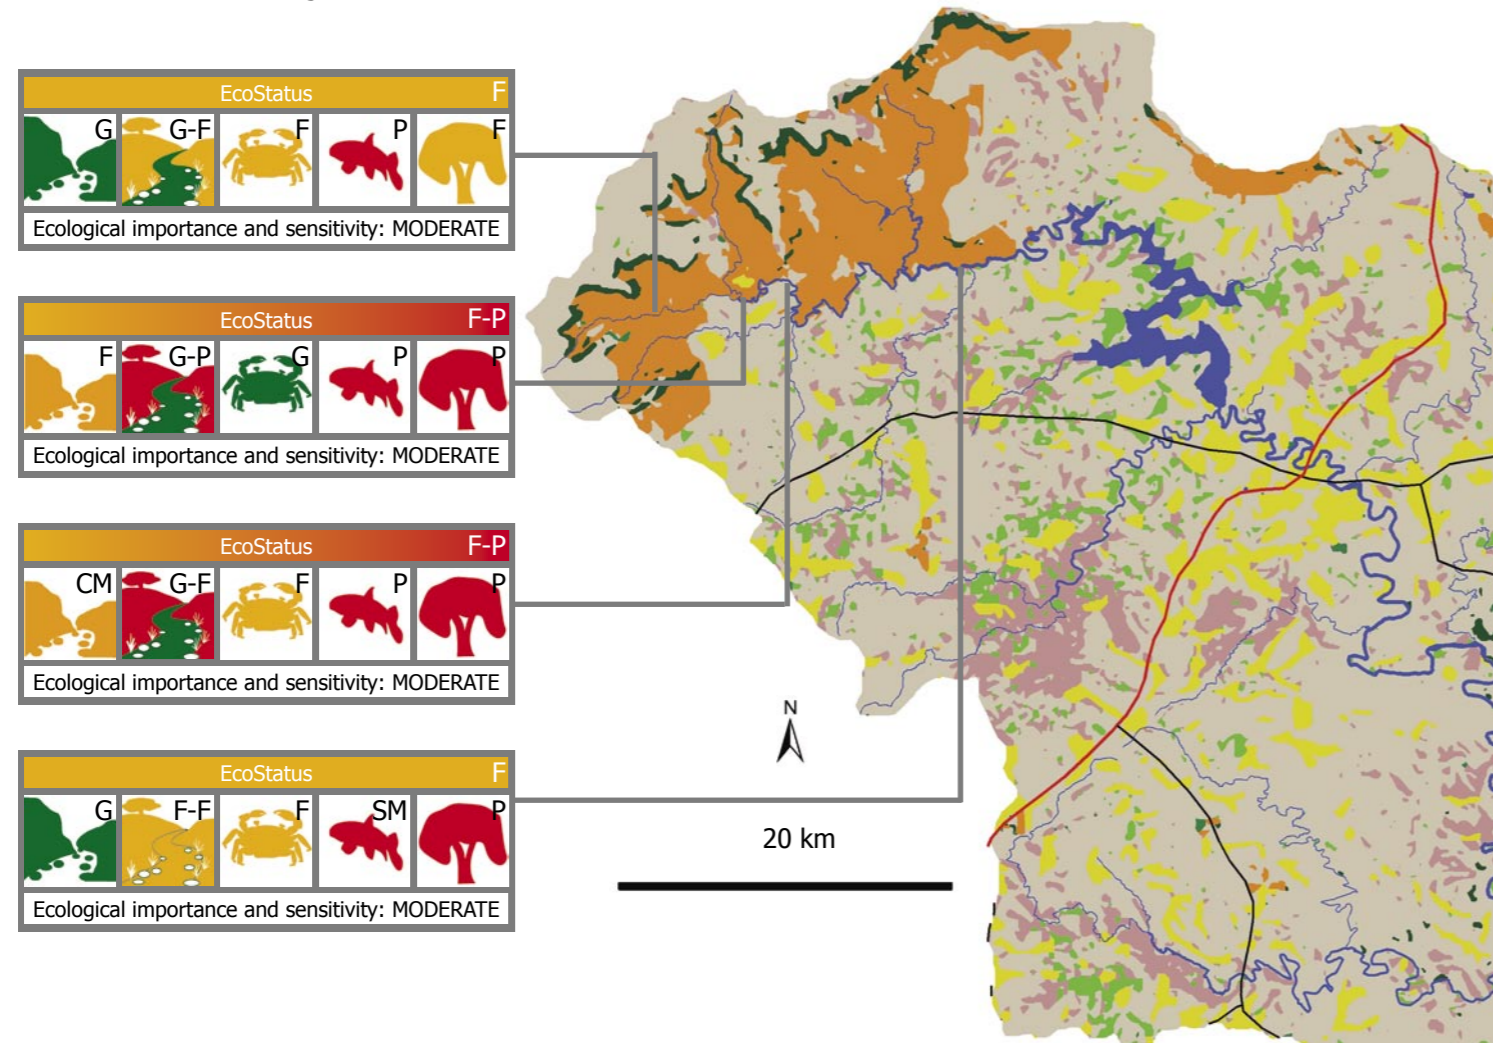 EcoStatus F
G G-F F P F
Ecological importance and sensitivity: MODERATE
EcoStatus F-P
F G-P G P P
Ecological importance and sensitivity: MODERATE
EcoStatus F-P
CM G-F F P P
Ecological importance and sensitivity: MODERATE
EcoStatus F
G F-F F SM P
Ecological importance and sensitivity: MODERATE
N
20 km